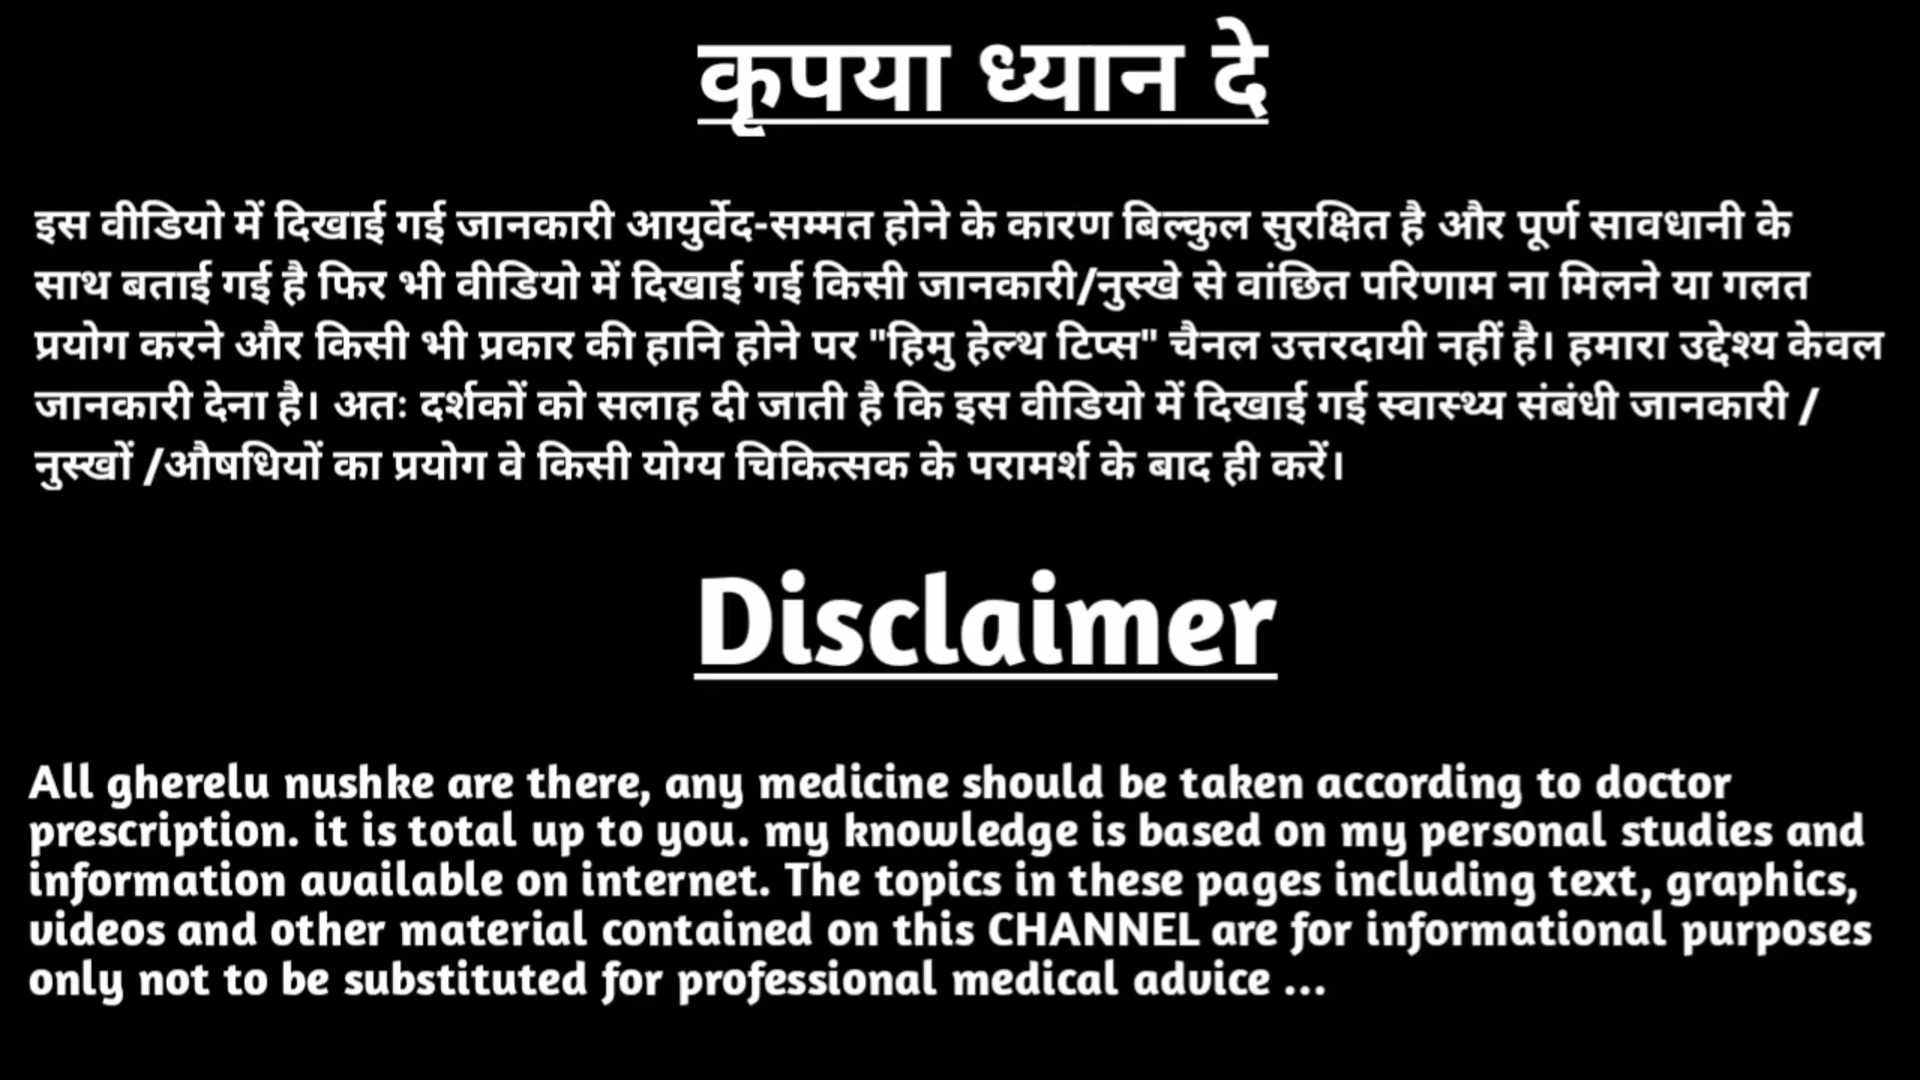 कृपया ध्यान दे
इस वीडियो में दिखाई गई जानकारी आयुर्वेद-सम्मत होने के कारण बिल्कुल सुरक्षित है और पूर्ण सावधानी के
साथ बताई गई है फिर भी वीडियो में दिखाई गई किसी जानकारी/नुस्खे से वांछित परिणाम ना मिलने या गलत
प्रयोग करने और किसी भी प्रकार की हानि होने पर "हिमु हेल्थ टिप्स" चैनल उत्तरदायी नहीं है। हमारा उद्देश्य केवल
जानकारी देना है। अतः दर्शकों को सलाह दी जाती है कि इस वीडियो में दिखाई गई स्वास्थ्य संबंधी जानकारी /
नुस्खों /औषधियों का प्रयोग वे किसी योग्य चिकित्सक के परामर्श के बाद ही करें।
Disclaimer
All gherelu nushke are there, any medicine should be taken according to doctor
prescription. it is total up to you. my knowledge is based on my personal studies and
information available on internet. The topics in these pages including text, graphics,
videos and other material contained on this CHANNEL are for informational purposes
only not to be substituted for professional medical advice ...